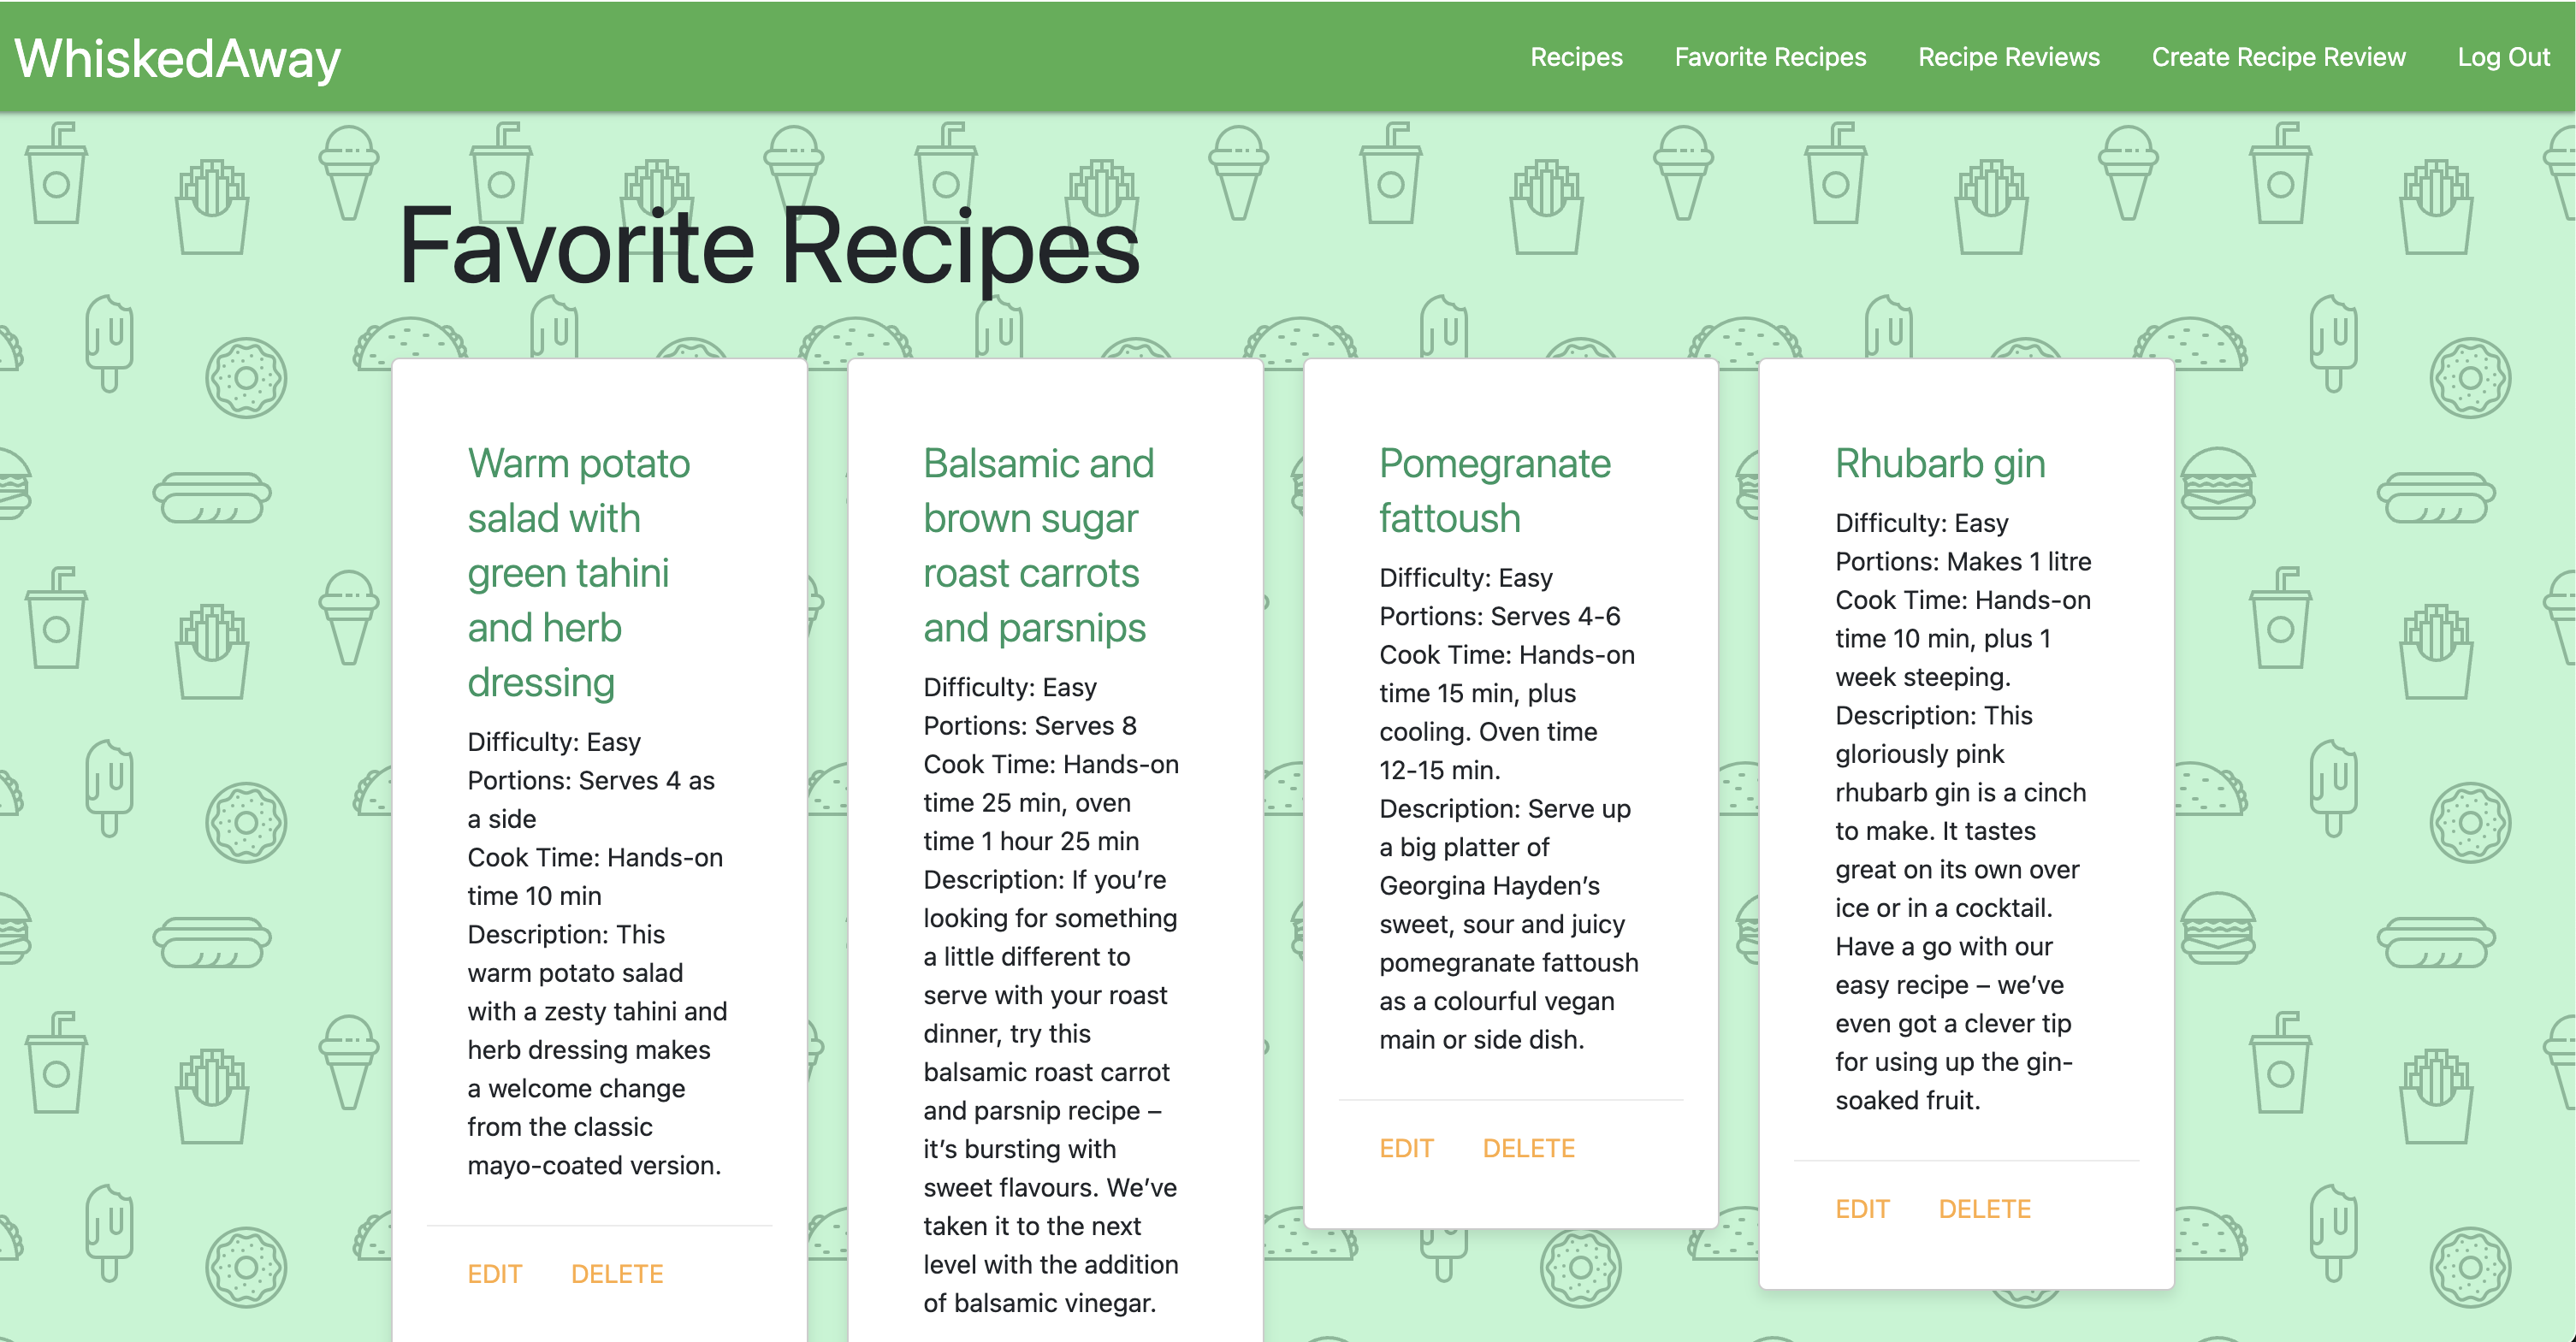 WhiskedAway
Recipes
Favorite Recipes
Recipe Reviews
Create Recipe Review
Log Out
Favorite Recipes
Warm potato
salad with
green tahini
and herb
dressing
Difficulty: Easy
Portions: Serves 4 as
a side
Cook Time: Hands-on
time 10 min
Description: This
warm potato salad
with a zesty tahini and
herb dressing makes
a welcome change
from the classic
mayo-coated version.
EDIT
DELETE
Balsamic and
brown sugar
roast carrots
and parsnips
Difficulty: Easy
Portions: Serves 8
Cook Time: Hands-on
time 25 min, oven
time 1 hour 25 min
Description: If you’re
looking for something
a little different to
serve with your roast
dinner, try this
balsamic roast carrot
and parsnip recipe –
it’s bursting with
sweet flavours. We’ve
taken it to the next
level with the addition
of balsamic vinegar.
Pomegranate
fattoush
Difficulty: Easy
Portions: Serves 4-6
Cook Time: Hands-on
time 15 min, plus
cooling. Oven time
12-15 min.
Description: Serve up
a big platter of
Georgina Hayden’s
sweet, sour and juicy
pomegranate fattoush
as a colourful vegan
main or side dish.
EDIT
DELETE
Rhubarb gin
Difficulty: Easy
Portions: Makes 1 litre
Cook Time: Hands-on
time 10 min, plus 1
week steeping.
Description: This
gloriously pink
rhubarb gin is a cinch
to make. It tastes
great on its own over
ice or in a cocktail.
Have a go with our
easy recipe – we’ve
even got a clever tip
for using up the gin-
soaked fruit.
EDIT
DELETE